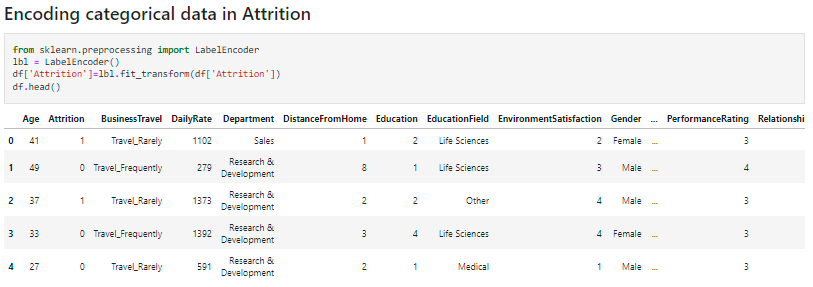 Encoding categorical data in Attrition
from sklearn.preprocessing import LabelEncoder
lbl = LabelEncoder()
df['Attrition']=lbl.fit_transform(df['Attrition'])
df.head()
Age Attrition BusinessTravel DailyRate Department DistanceFromHome Education EducationField EnvironmentSatisfaction Gender ... PerformanceRating Relationshi
0 41 1 Travel_Rarely 1102 Sales 1 2 Life Sciences 2 Female ... 3
1 49 0 Travel_Frequently 279 Research & Development 8 1 Life Sciences 3 Male ... 4
2 37 1 Travel_Rarely 1373 Research & Development 2 2 Other 4 Male ... 3
3 33 0 Travel_Frequently 1392 Research & Development 3 4 Life Sciences 4 Female ... 3
4 27 0 Travel_Rarely 591 Research & Development 2 1 Medical 1 Male ... 3